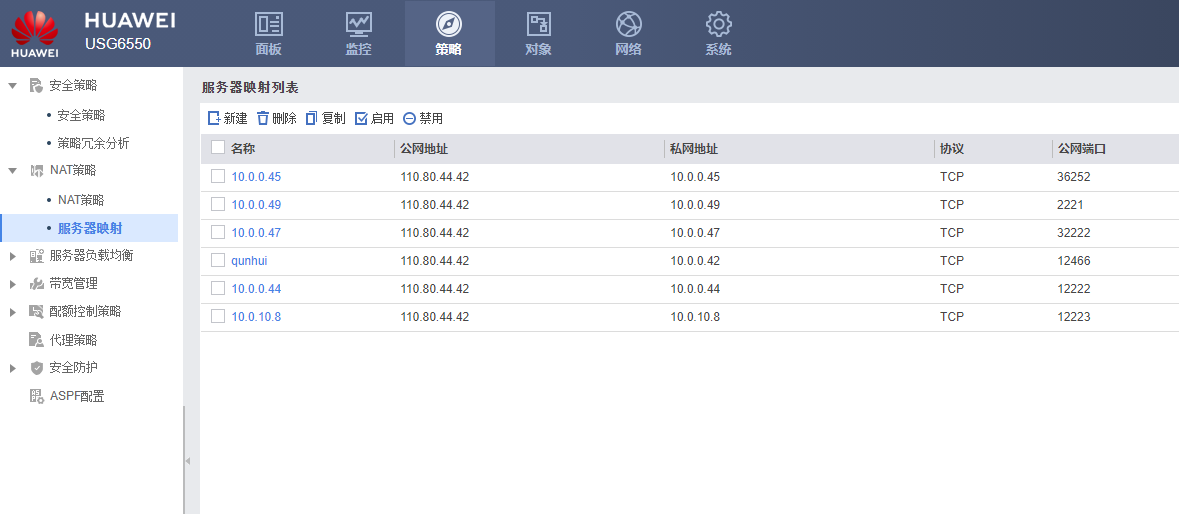 HUAWEI
HUAWEI
USG6550
面板
监控
策略
对象
网络
系统
安全策略
安全策略
策略冗余分析
NAT策略
NAT策略
服务器映射
服务器负载均衡
带宽管理
配额控制策略
代理策略
安全防护
ASPF配置
服务器映射列表
新建 删除 复制 启用 禁用
名称 公网地址 私网地址 协议 公网端口
10.0.0.45 110.80.44.42 10.0.0.45 TCP 36252
10.0.0.49 110.80.44.42 10.0.0.49 TCP 2221
10.0.0.47 110.80.44.42 10.0.0.47 TCP 32222
qunhui 110.80.44.42 10.0.0.42 TCP 12466
10.0.0.44 110.80.44.42 10.0.0.44 TCP 12222
10.0.10.8 110.80.44.42 10.0.10.8 TCP 12223